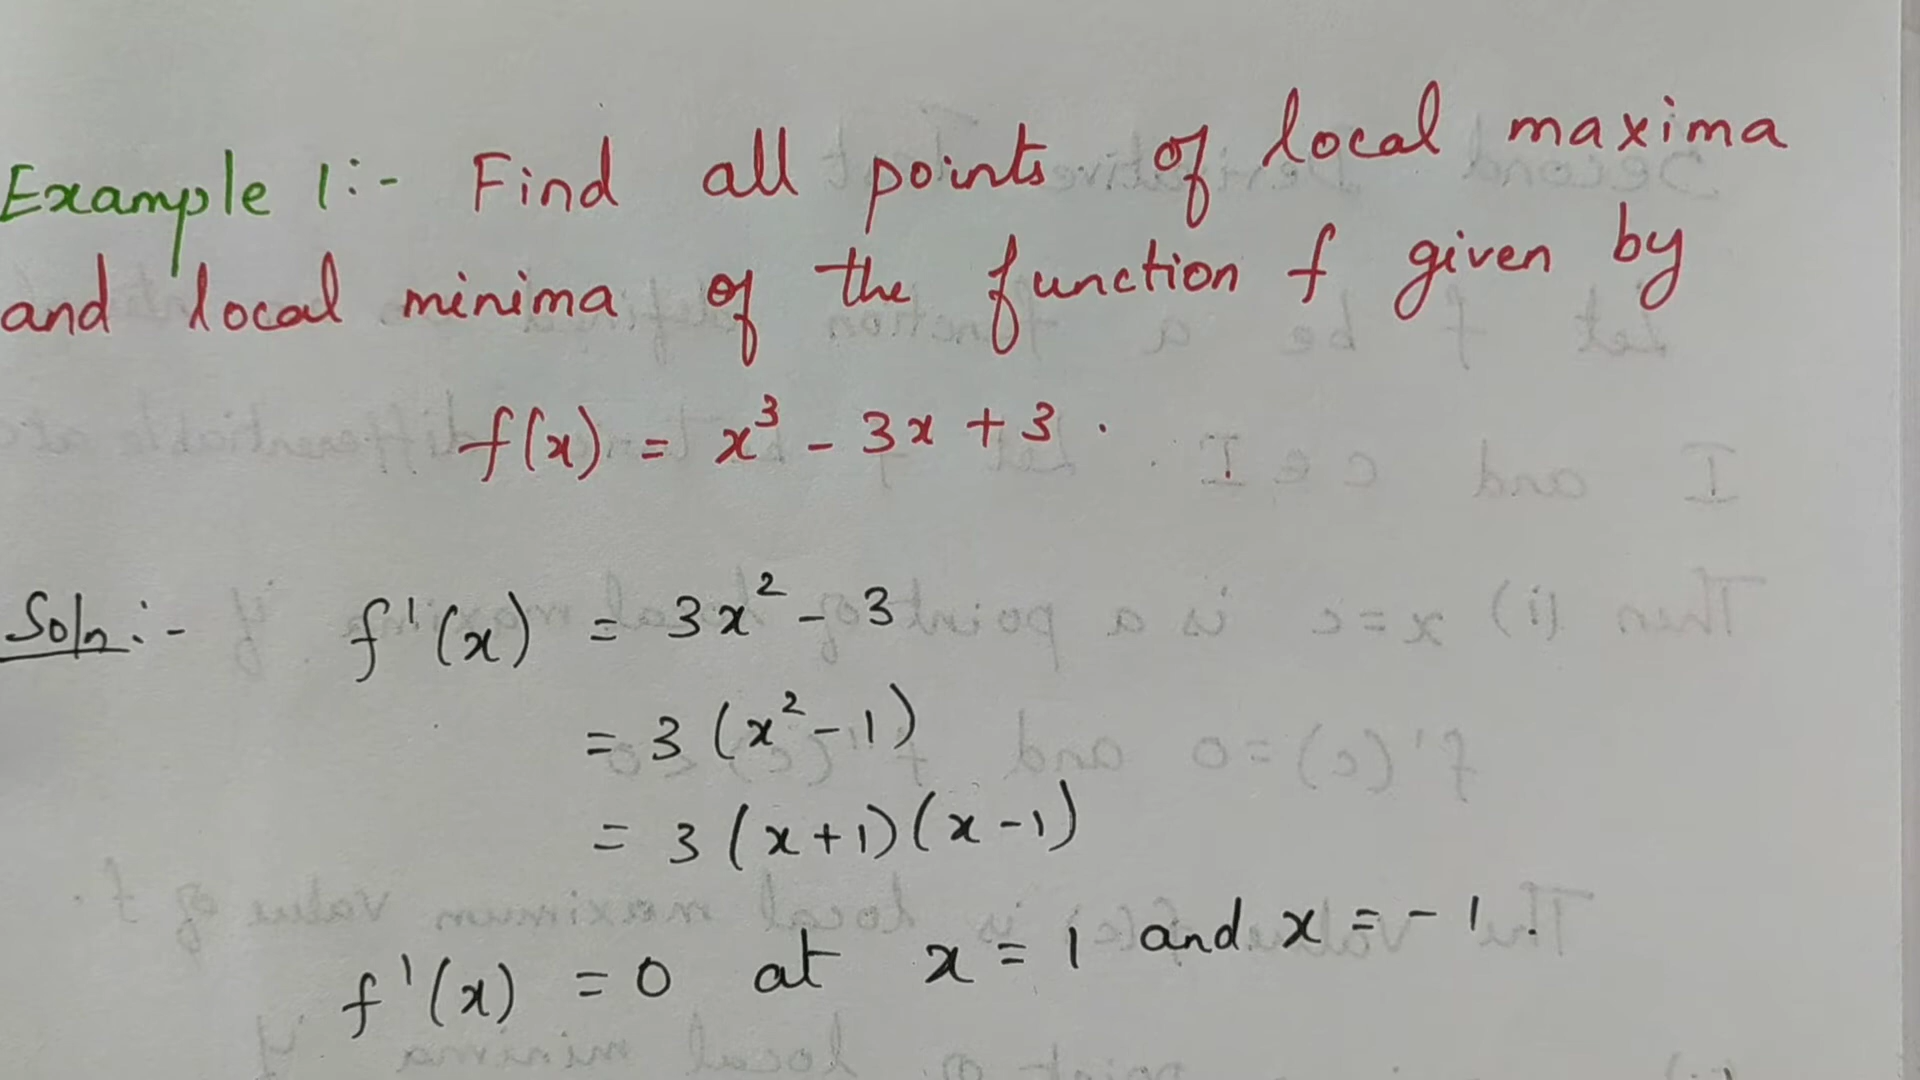 Example 1:- Find all points of local maxima
and local minima of the function f given by
f(x) = x³ - 3x + 3.
Soln:- f'(x) = 3x² - 3
= 3(x² - 1)
= 3(x+1)(x-1)
f'(x) = 0 at x = 1 and x = -1.